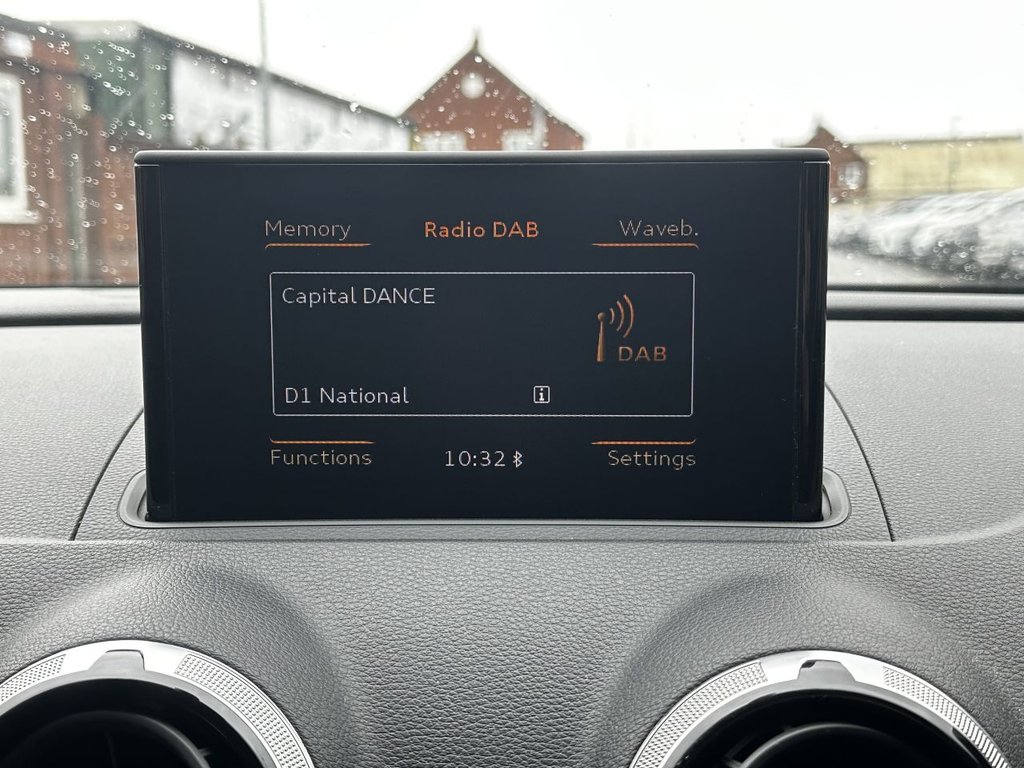 Memory Radio DAB Waveb.
Capital DANCE
DAB
D1 National i
Functions 10:32 Settings